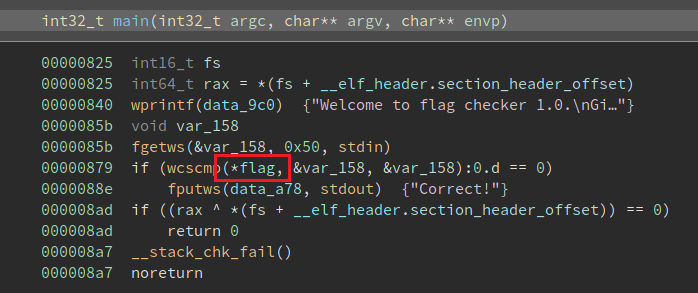 int32_t main(int32_t argc, char** argv, char** envp)
00000825 int16_t fs
00000825 int64_t rax = *(fs + __elf_header.section_header_offset)
00000840 wprintf(data_9c0) {"Welcome to flag checker 1.0.\nGi…"}
0000085b void var_158
0000085b fgetws(&var_158, 0x50, stdin)
00000879 if (wcscmp(*flag, &var_158, &var_158):0.d == 0)
0000088e fputws(data_a78, stdout) {"Correct!"}
000008ad if ((rax ^ *(fs + __elf_header.section_header_offset)) == 0)
000008ad return 0
000008a7 __stack_chk_fail()
000008a7 noreturn